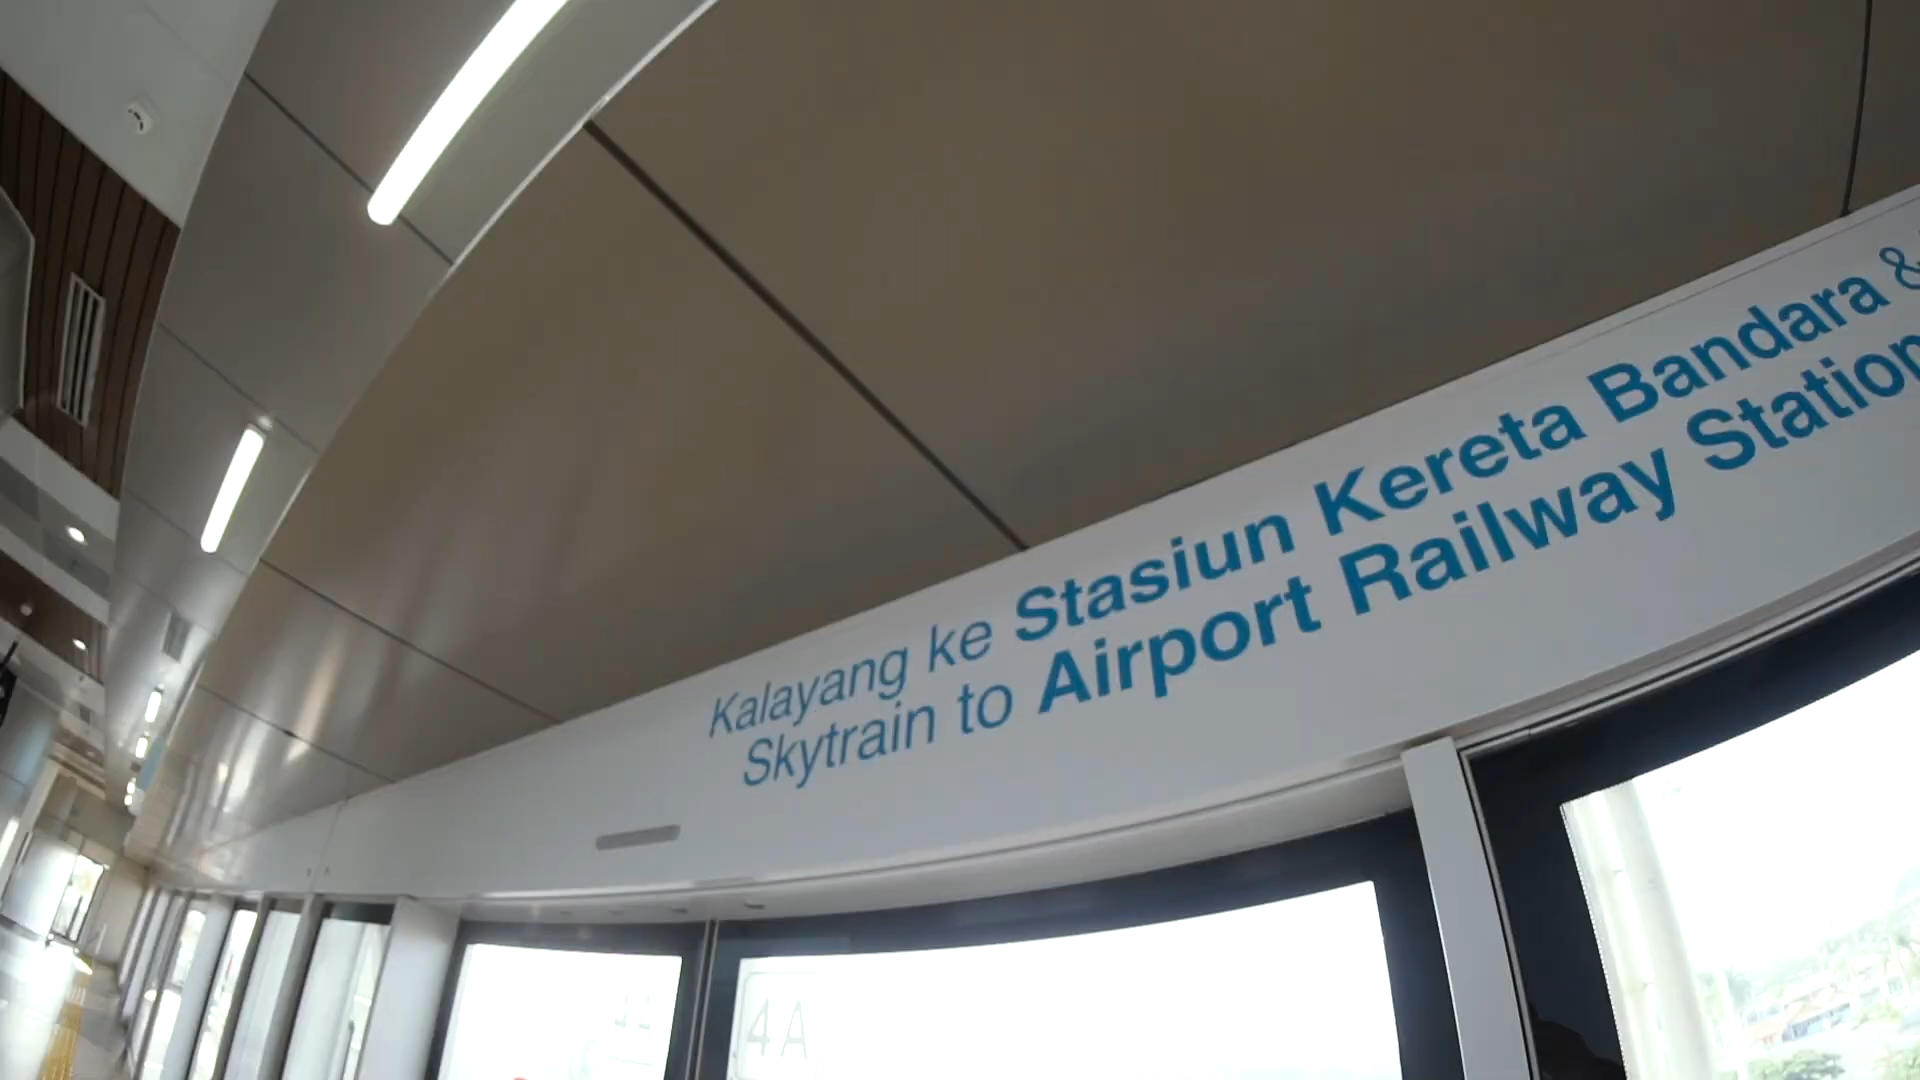 Kalayang ke Stasiun Kereta Bandara &
Skytrain to Airport Railway Station
4A